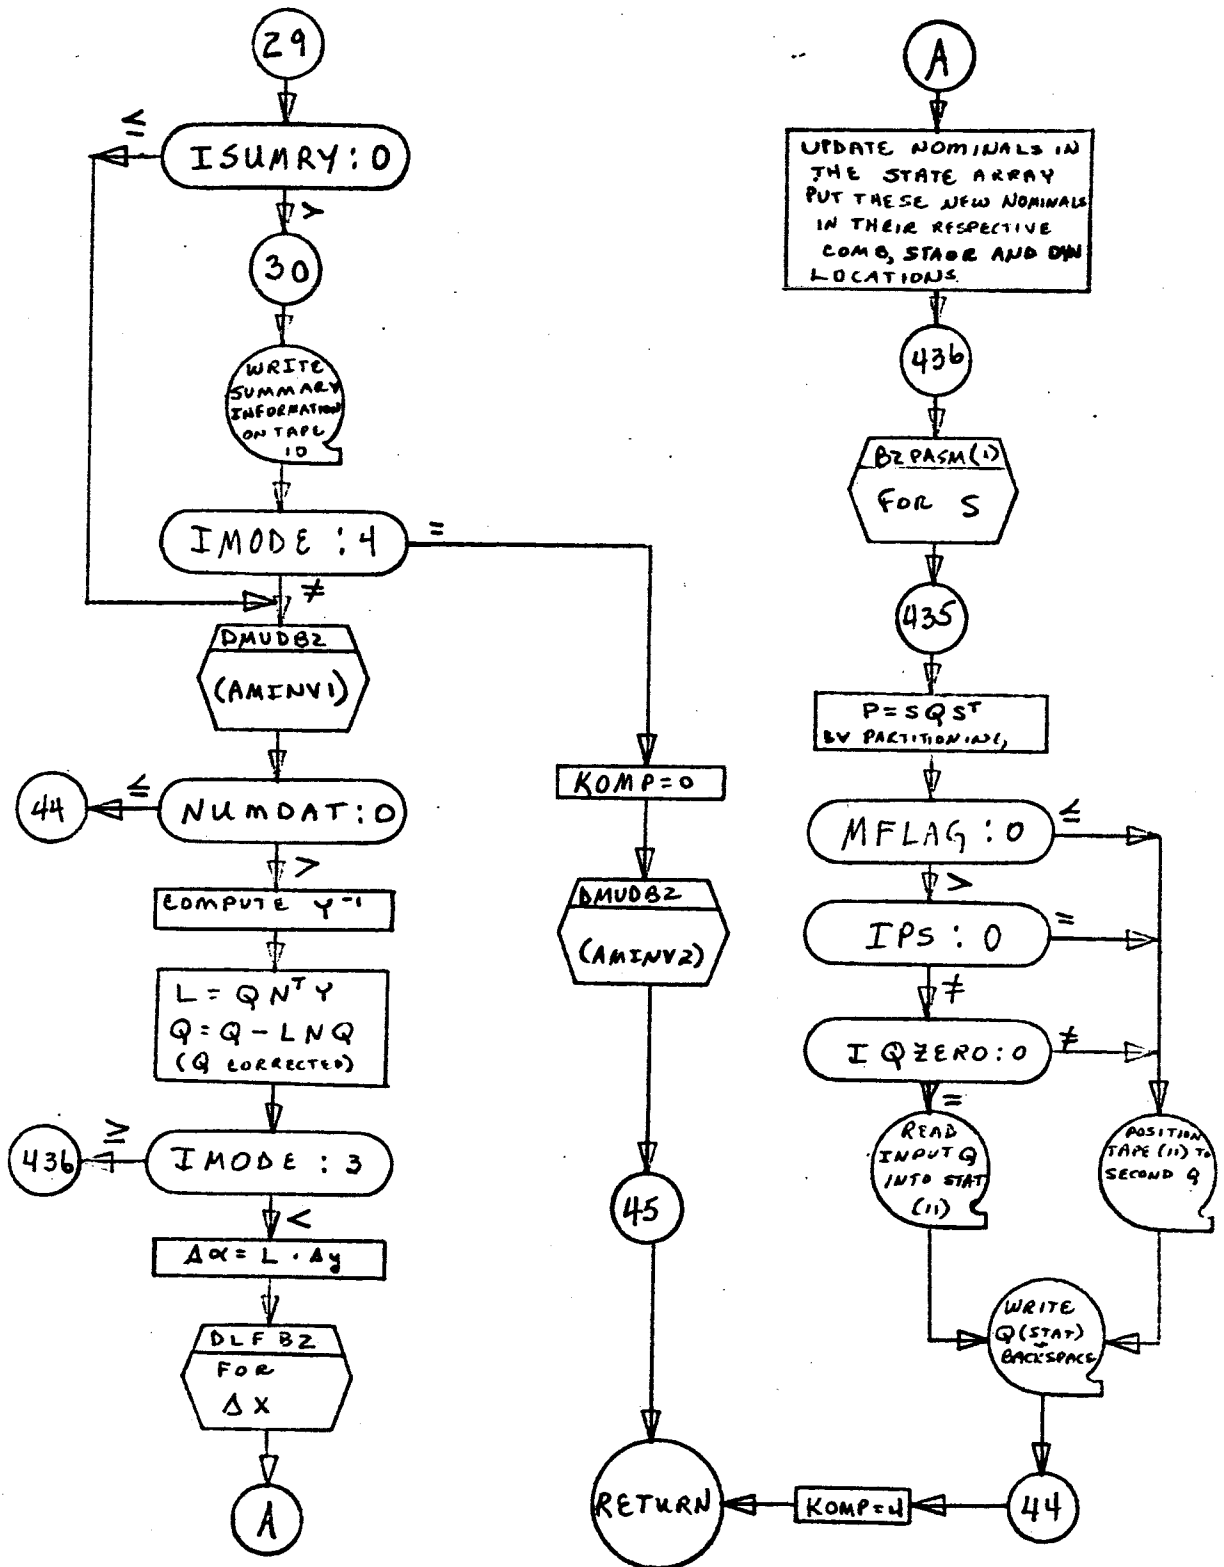 29
≤
ISUMRY : 0
>
30
WRITE
SUMMARY
INFORMATION
ON TAPE
10
IMODE : 4
=
≠
DMUDBZ
(AMINV1)
44
≤
NUMDAT : 0
>
COMPUTE Y⁻¹
L = Q Nᵀ Y
Q = Q - L N Q
(Q CORRECTED)
436
≥
IMODE : 3
<
Δα = L · Δy
DLFBZ
FOR
ΔX
A
KOMP=0
DMUDBZ
(AMINV2)
45
RETURN
A
UPDATE NOMINALS IN
THE STATE ARRAY
PUT THESE NEW NOMINALS
IN THEIR RESPECTIVE
COMB, STAOR AND DYN
LOCATIONS.
436
BZPASM(1)
FOR S
435
P = S Q Sᵀ
BY PARTITIONING
MFLAG : 0
≤
>
IPS : 0
=
≠
IQZERO : 0
≠
=
READ
INPUT Q
INTO STAT
(11)
POSITION
TAPE (11) TO
SECOND Q
WRITE
Q (STAT)
BACKSPACE
44
KOMP=4